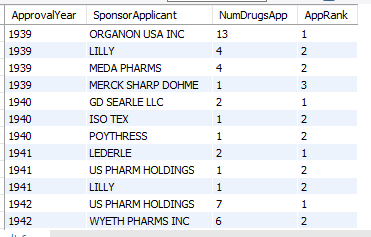 ApprovalYear SponsorApplicant NumDrugsApp AppRank
1939 ORGANON USA INC 13 1
1939 LILLY 4 2
1939 MEDA PHARMS 4 2
1939 MERCK SHARP DOHME 1 3
1940 GD SEARLE LLC 2 1
1940 ISO TEX 1 2
1940 POYTHRESS 1 2
1941 LEDERLE 2 1
1941 US PHARM HOLDINGS 1 2
1941 LILLY 1 2
1942 US PHARM HOLDINGS 7 1
1942 WYETH PHARMS INC 6 2